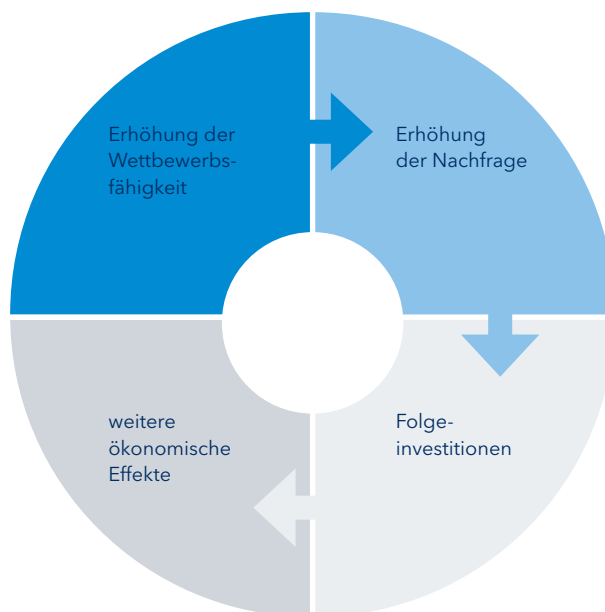 Erhöhung der
Wettbewerbs-
fähigkeit
Erhöhung
der Nachfrage
weitere
ökonomische
Effekte
Folge-
investitionen